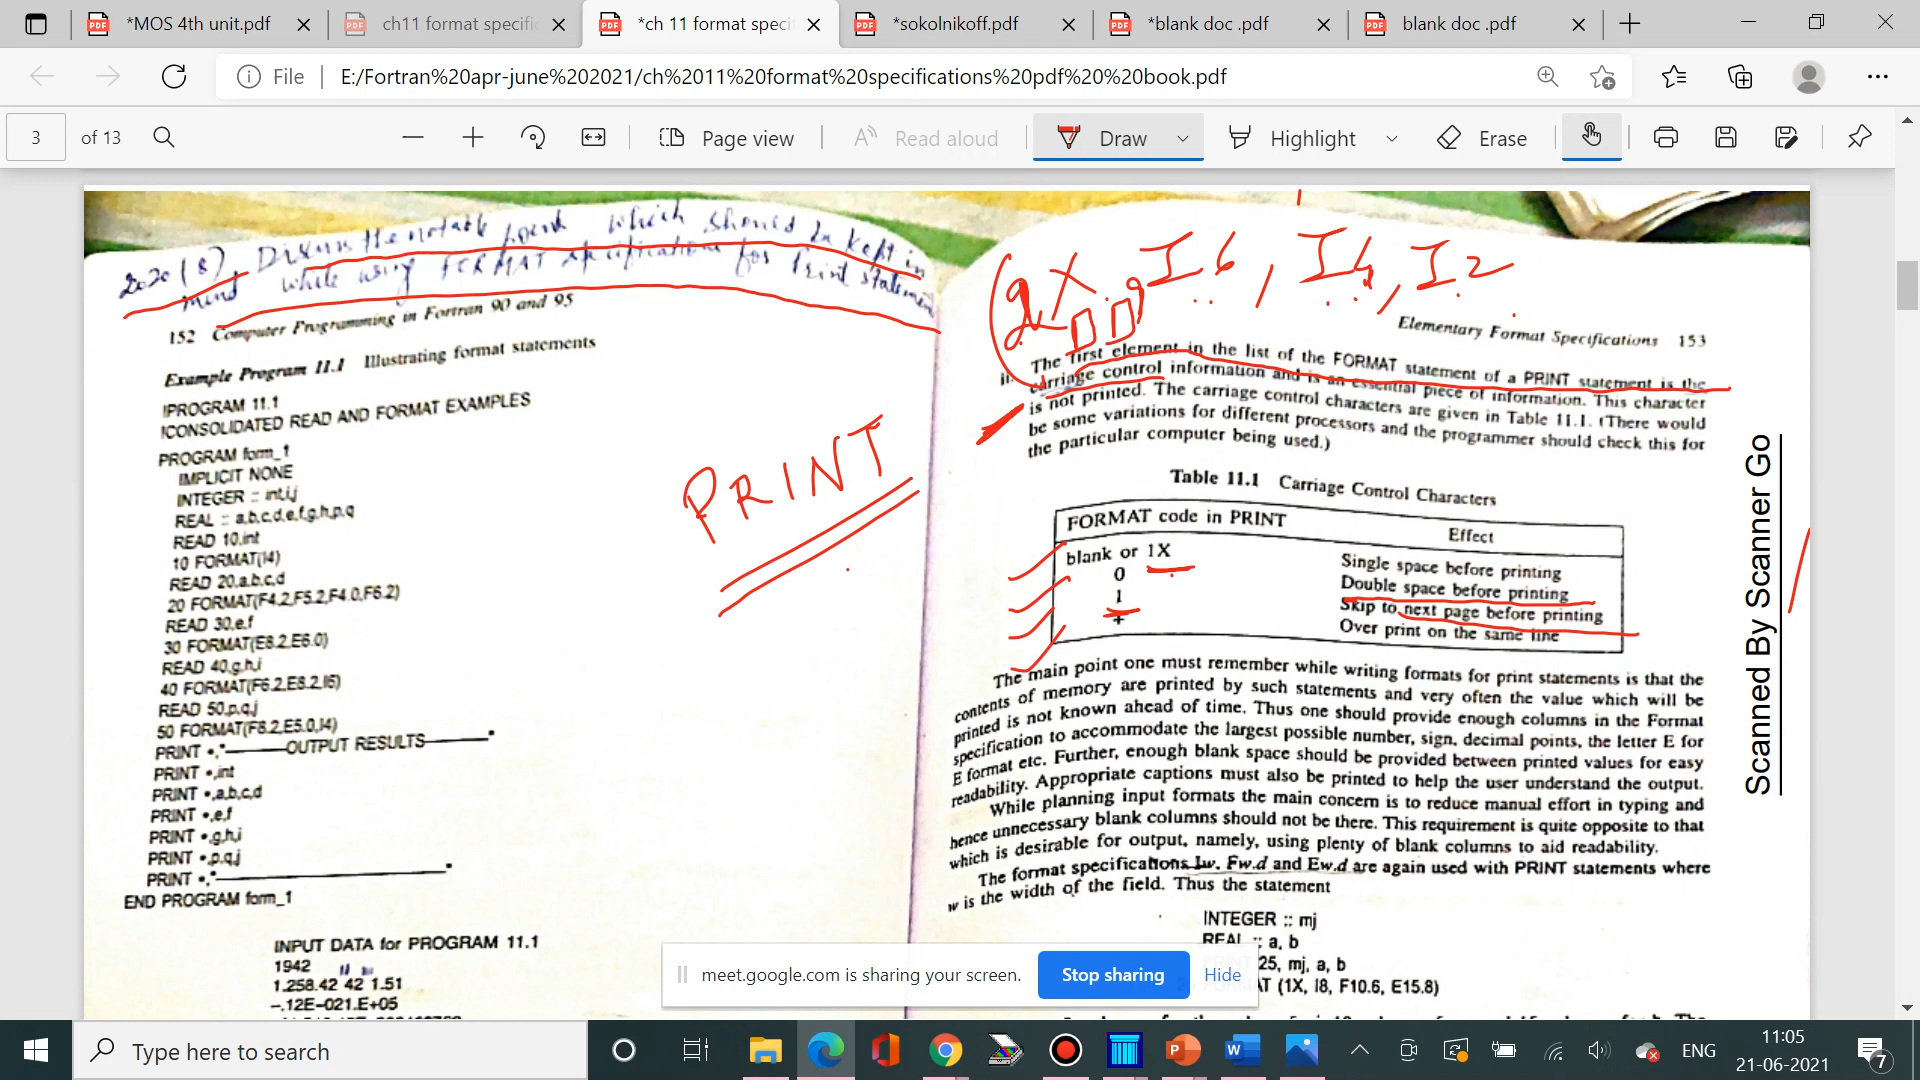 *MOS 4th unit.pdf
ch11 format specific
*ch 11 format speci
*sokolnikoff.pdf
*blank doc .pdf
blank doc .pdf
File
E:/Fortran%20apr-june%202021/ch%2011%20format%20specifications%20pdf%20%20book.pdf
3 of 13
Page view
Read aloud
Draw
Highlight
Erase
2020 (8) Discuss the notable point which should be kept in
mind while using FORMAT specifications for Print statement
152 Computer Programming in Fortran 90 and 95
Example Program 11.1 Illustrating format statements
!PROGRAM 11.1
!CONSOLIDATED READ AND FORMAT EXAMPLES
PROGRAM form_1
IMPLICIT NONE
INTEGER :: int,i,j
REAL :: a,b,c,d,e,f,g,h,p,q
READ 10,int
10 FORMAT(I4)
READ 20,a,b,c,d
20 FORMAT(F4.2,F5.2,F4.0,F6.2)
READ 30,e,f
30 FORMAT(E8.2,E6.0)
READ 40,g,h,i
40 FORMAT(F6.2,E8.2,I6)
READ 50,p,q,j
50 FORMAT(F8.2,E5.0,I4)
PRINT *,"———OUTPUT RESULTS———"
PRINT *,int
PRINT *,a,b,c,d
PRINT *,e,f
PRINT *,g,h,i
PRINT *,p,q,j
PRINT *,"———————————"
END PROGRAM form_1
INPUT DATA for PROGRAM 11.1
1942
1.258.42 42 1.51
-.12E-021.E+05
PRINT
I6, I4, I2
Elementary Format Specifications 153
The first element in the list of the FORMAT statement of a PRINT statement is the
carriage control information and is an essential piece of information. This character
is not printed. The carriage control characters are given in Table 11.1. (There would
be some variations for different processors and the programmer should check this for
the particular computer being used.)
Table 11.1 Carriage Control Characters
FORMAT code in PRINT Effect
blank or 1X Single space before printing
0 Double space before printing
1 Skip to next page before printing
+ Over print on the same line
The main point one must remember while writing formats for print statements is that the
contents of memory are printed by such statements and very often the value which will be
printed is not known ahead of time. Thus one should provide enough columns in the Format
specification to accommodate the largest possible number, sign, decimal points, the letter E for
E format etc. Further, enough blank space should be provided between printed values for easy
readability. Appropriate captions must also be printed to help the user understand the output.
While planning input formats the main concern is to reduce manual effort in typing and
hence unnecessary blank columns should not be there. This requirement is quite opposite to that
which is desirable for output, namely, using plenty of blank columns to aid readability.
The format specifications Iw. Fw.d and Ew.d are again used with PRINT statements where
w is the width of the field. Thus the statement
INTEGER :: mj
REAL :: a, b
25, mj, a, b
(1X, I8, F10.6, E15.8)
Scanned By Scanner Go
meet.google.com is sharing your screen.
Stop sharing
Hide
Type here to search
ENG
11:05
21-06-2021
7